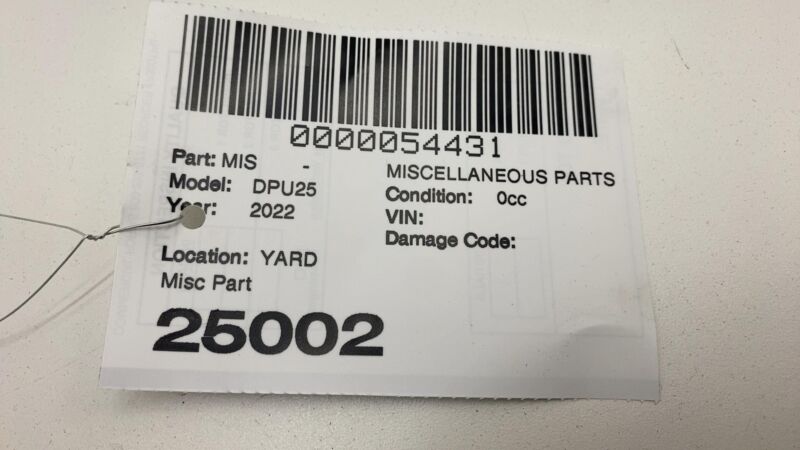 0000054431
Part: MIS -
MISCELLANEOUS PARTS
Model: DPU25
Condition: 0cc
Year: 2022
VIN:
Damage Code:
Location: YARD
Misc Part
25002